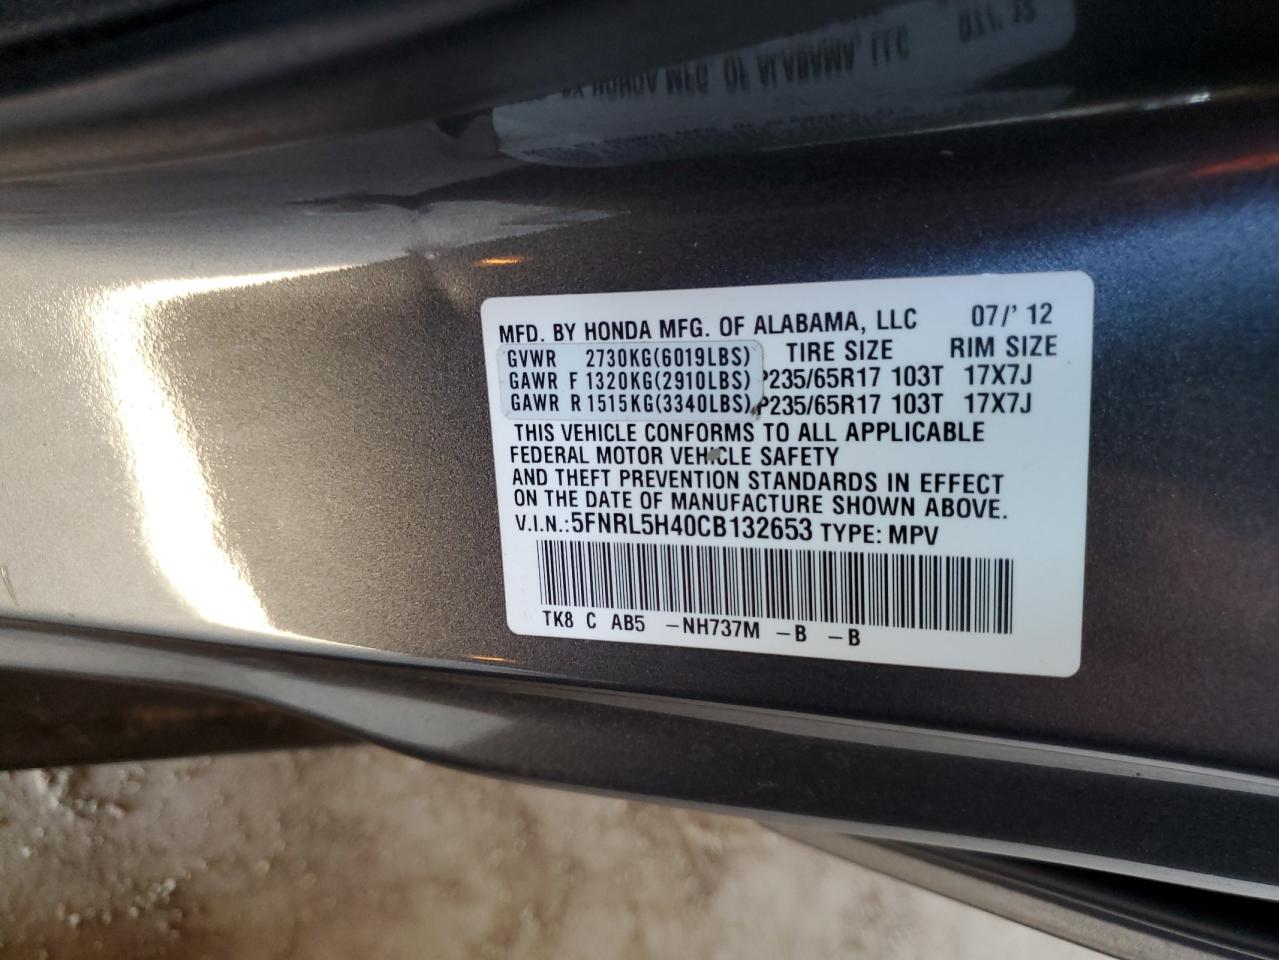 MFD. BY HONDA MFG. OF ALABAMA, LLC 07/'12
GVWR 2730KG(6019LBS) TIRE SIZE RIM SIZE
GAWR F 1320KG(2910LBS) P235/65R17 103T 17X7J
GAWR R 1515KG(3340LBS) P235/65R17 103T 17X7J
THIS VEHICLE CONFORMS TO ALL APPLICABLE
FEDERAL MOTOR VEHICLE SAFETY
AND THEFT PREVENTION STANDARDS IN EFFECT
ON THE DATE OF MANUFACTURE SHOWN ABOVE.
V.I.N.:5FNRL5H40CB132653 TYPE: MPV
TK8 C AB5 -NH737M -B -B